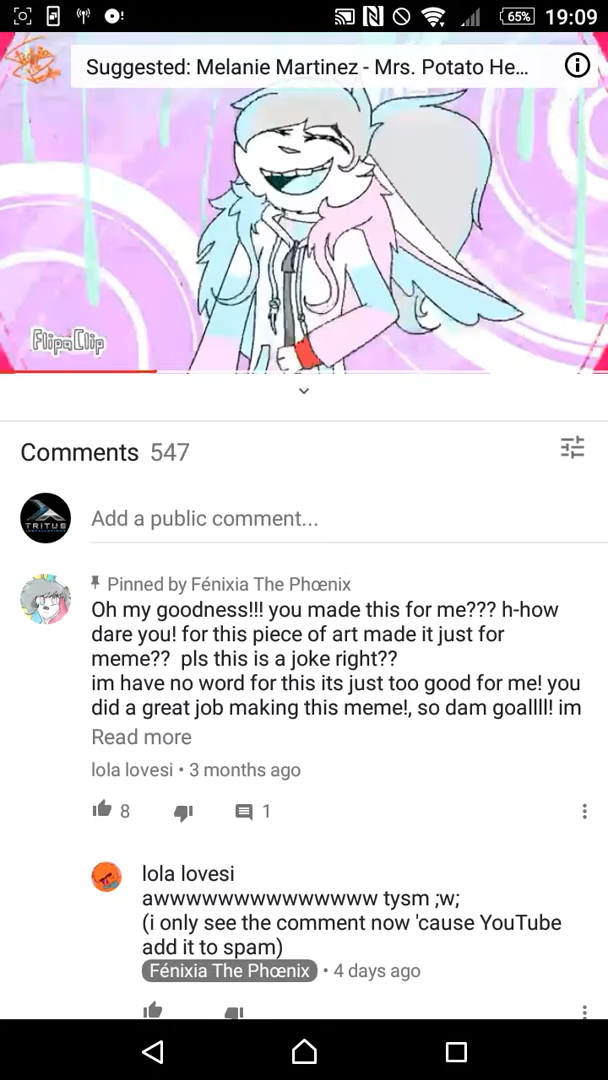 65% 19:09
Suggested: Melanie Martinez - Mrs. Potato He...
FlipaClip
Comments 547
TRITUS
Add a public comment...
Pinned by Fénixia The Phœnix
Oh my goodness!!! you made this for me??? h-how
dare you! for this piece of art made it just for
meme??  pls this is a joke right??
im have no word for this its just too good for me! you
did a great job making this meme!, so dam goallll! im
Read more
lola lovesi • 3 months ago
8 1
lola lovesi
awwwwwwwwwwwwwww tysm ;w;
(i only see the comment now 'cause YouTube
add it to spam)
Fénixia The Phœnix • 4 days ago